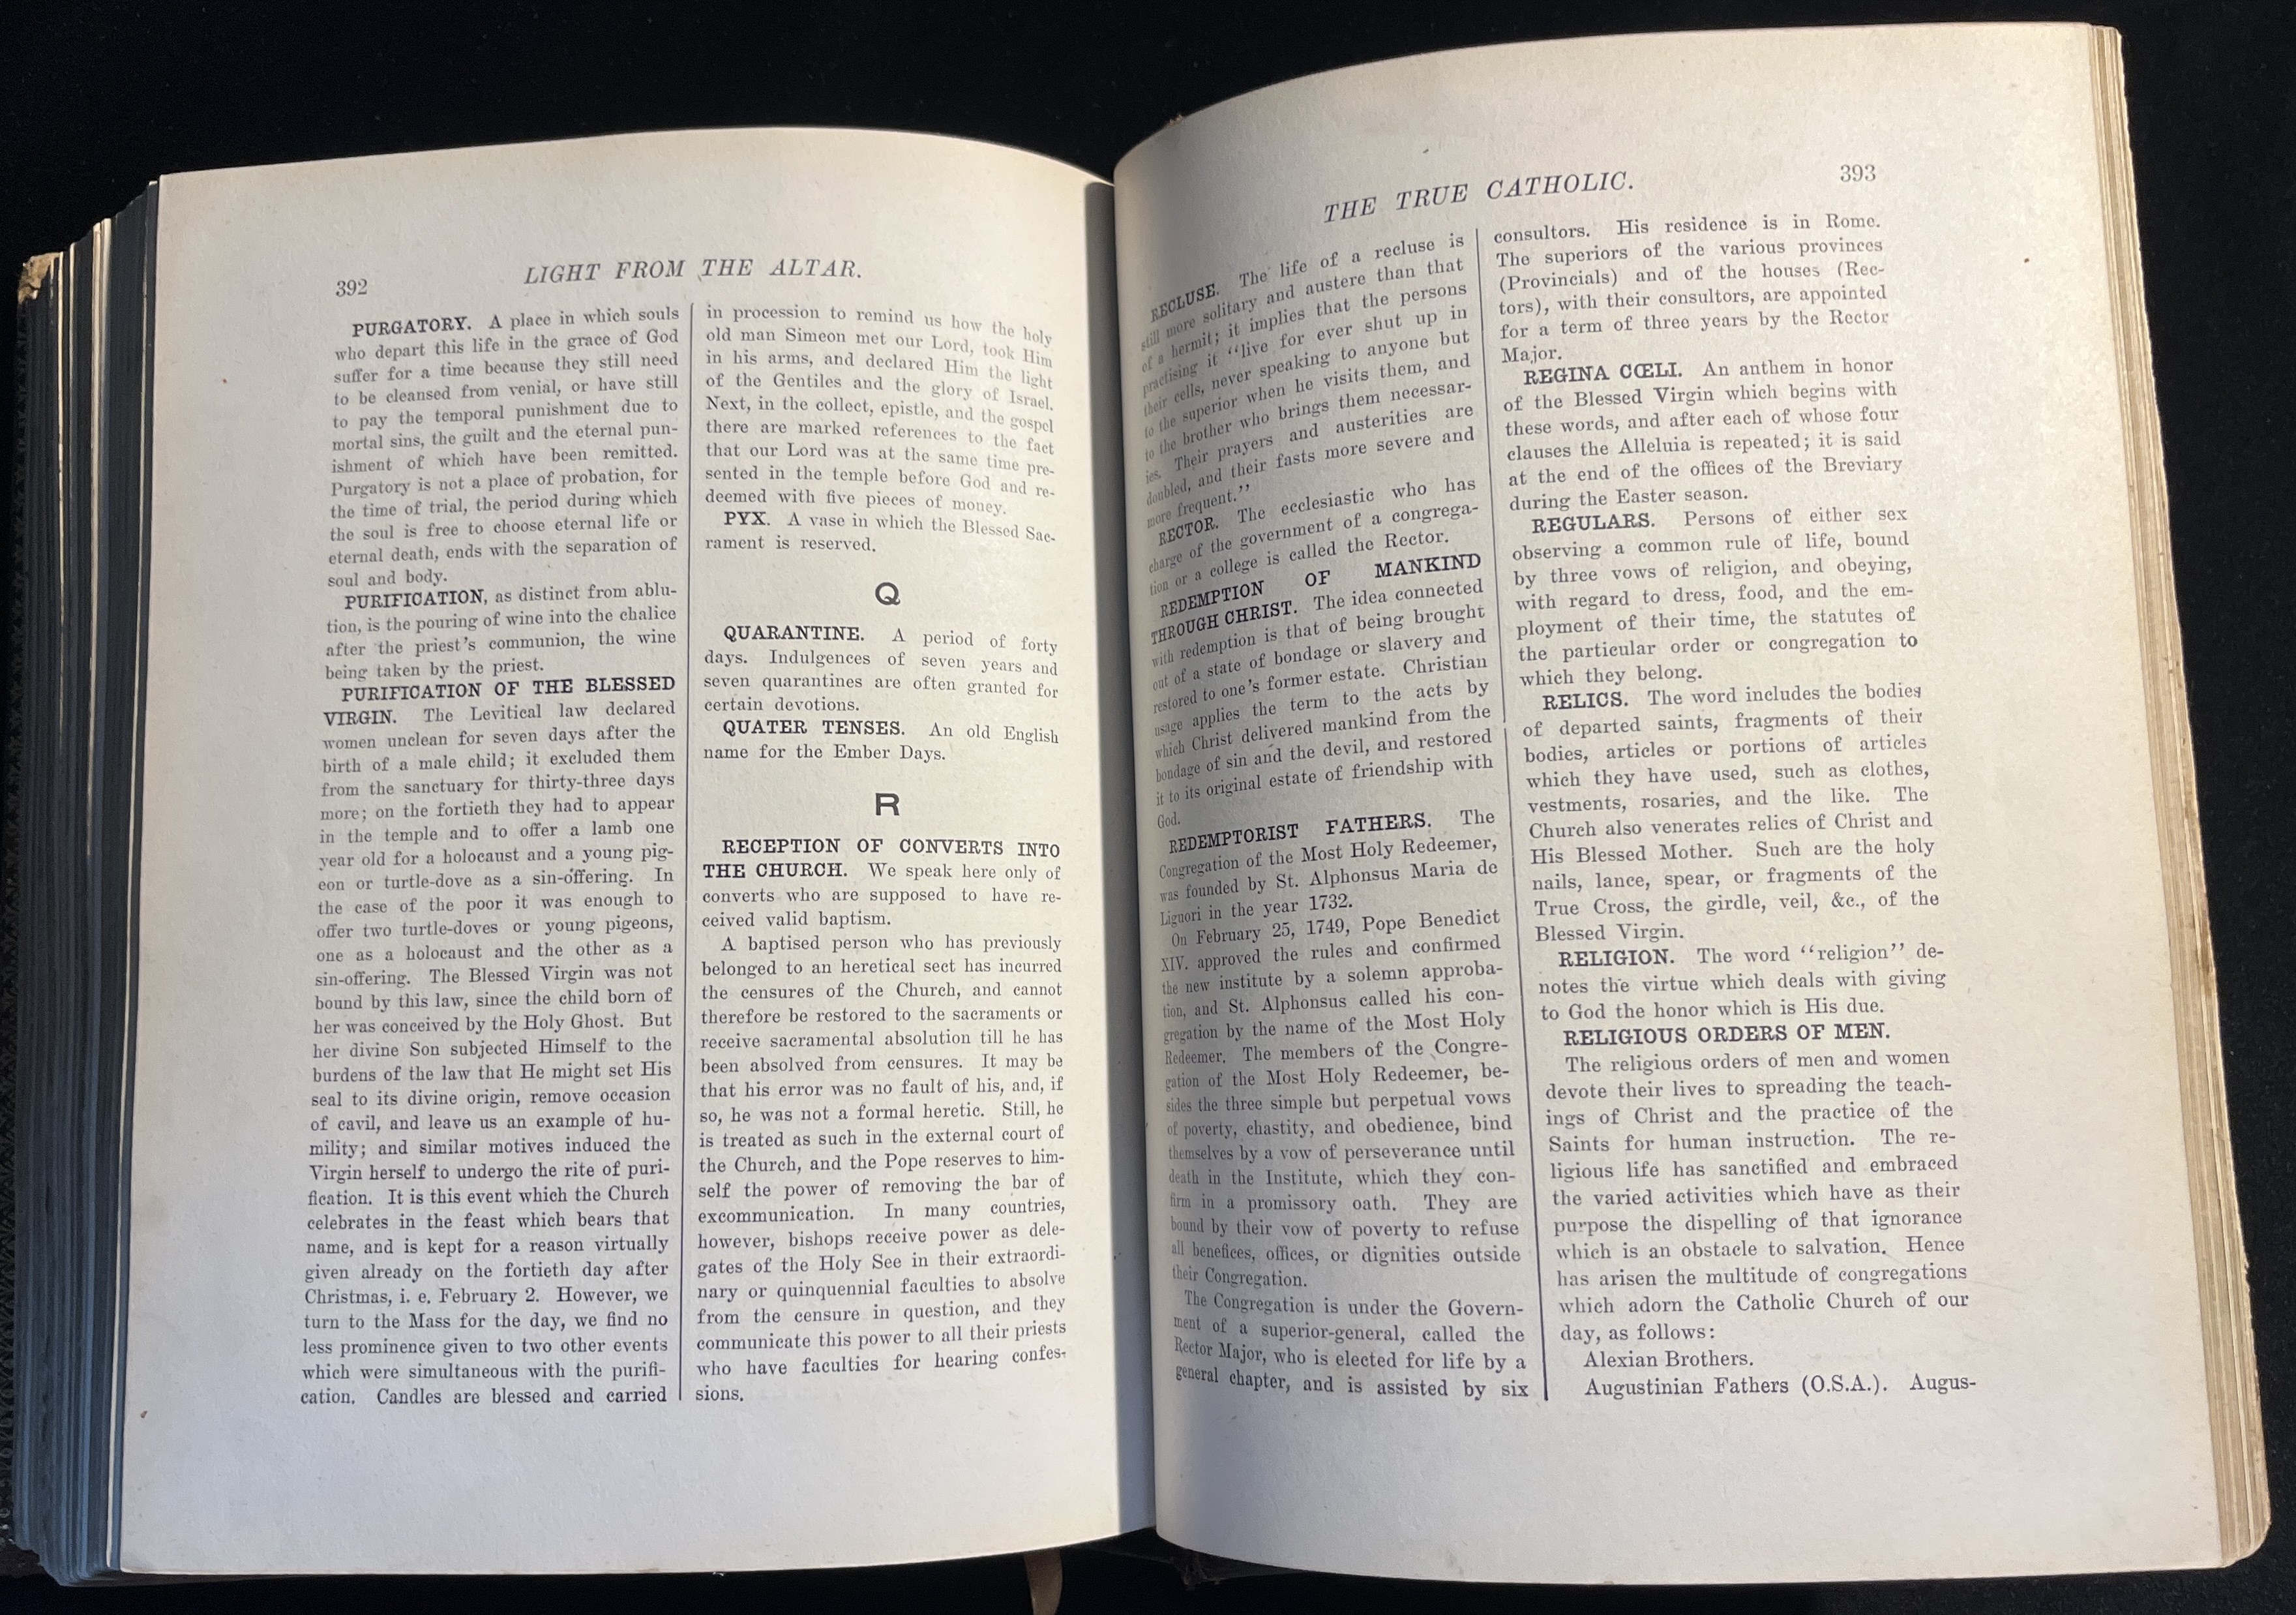 392
LIGHT FROM THE ALTAR.
PURGATORY. A place in which souls
who depart this life in the grace of God
suffer for a time because they still need
to be cleansed from venial, or have still
to pay the temporal punishment due to
mortal sins, the guilt and the eternal pun-
ishment of which have been remitted.
Purgatory is not a place of probation, for
the time of trial, the period during which
the soul is free to choose eternal life or
eternal death, ends with the separation of
soul and body.
PURIFICATION, as distinct from ablu-
tion, is the pouring of wine into the chalice
after the priest's communion, the wine
being taken by the priest.
PURIFICATION OF THE BLESSED
VIRGIN. The Levitical law declared
women unclean for seven days after the
birth of a male child; it excluded them
from the sanctuary for thirty-three days
more; on the fortieth they had to appear
in the temple and to offer a lamb one
year old for a holocaust and a young pig-
eon or turtle-dove as a sin-offering. In
the case of the poor it was enough to
offer two turtle-doves or young pigeons,
one as a holocaust and the other as a
sin-offering. The Blessed Virgin was not
bound by this law, since the child born of
her was conceived by the Holy Ghost. But
her divine Son subjected Himself to the
burdens of the law that He might set His
seal to its divine origin, remove occasion
of cavil, and leave us an example of hu-
mility; and similar motives induced the
Virgin herself to undergo the rite of puri-
fication. It is this event which the Church
celebrates in the feast which bears that
name, and is kept for a reason virtually
given already on the fortieth day after
Christmas, i. e. February 2. However, we
turn to the Mass for the day, we find no
less prominence given to two other events
which were simultaneous with the purifi-
cation. Candles are blessed and carried
in procession to remind us how the holy
old man Simeon met our Lord, took Him
in his arms, and declared Him the light
of the Gentiles and the glory of Israel.
Next, in the collect, epistle, and the gospel
there are marked references to the fact
that our Lord was at the same time pre-
sented in the temple before God and re-
deemed with five pieces of money.
PYX. A vase in which the Blessed Sac-
rament is reserved.
Q
QUARANTINE. A period of forty
days. Indulgences of seven years and
seven quarantines are often granted for
certain devotions.
QUATER TENSES. An old English
name for the Ember Days.
R
RECEPTION OF CONVERTS INTO
THE CHURCH. We speak here only of
converts who are supposed to have re-
ceived valid baptism.
A baptised person who has previously
belonged to an heretical sect has incurred
the censures of the Church, and cannot
therefore be restored to the sacraments or
receive sacramental absolution till he has
been absolved from censures. It may be
that his error was no fault of his, and, if
so, he was not a formal heretic. Still, he
is treated as such in the external court of
the Church, and the Pope reserves to him-
self the power of removing the bar of
excommunication. In many countries,
however, bishops receive power as dele-
gates of the Holy See in their extraordi-
nary or quinquennial faculties to absolve
from the censure in question, and they
communicate this power to all their priests
who have faculties for hearing confes-
sions.
THE TRUE CATHOLIC.
393
RECLUSE. The life of a recluse is
still more solitary and austere than that
of a hermit; it implies that the persons
practising it "live for ever shut up in
their cells, never speaking to anyone but
to the superior when he visits them, and
to the brother who brings them necessar-
ies. Their prayers and austerities are
doubled, and their fasts more severe and
more frequent."
RECTOR. The ecclesiastic who has
charge of the government of a congrega-
tion or a college is called the Rector.
REDEMPTION OF MANKIND
THROUGH CHRIST. The idea connected
with redemption is that of being brought
out of a state of bondage or slavery and
restored to one's former estate. Christian
usage applies the term to the acts by
which Christ delivered mankind from the
bondage of sin and the devil, and restored
it to its original estate of friendship with
God.
REDEMPTORIST FATHERS. The
Congregation of the Most Holy Redeemer,
was founded by St. Alphonsus Maria de
Liguori in the year 1732.
On February 25, 1749, Pope Benedict
XIV. approved the rules and confirmed
the new institute by a solemn approba-
tion, and St. Alphonsus called his con-
gregation by the name of the Most Holy
Redeemer. The members of the Congre-
gation of the Most Holy Redeemer, be-
sides the three simple but perpetual vows
of poverty, chastity, and obedience, bind
themselves by a vow of perseverance until
death in the Institute, which they con-
firm in a promissory oath. They are
bound by their vow of poverty to refuse
all benefices, offices, or dignities outside
their Congregation.
The Congregation is under the Govern-
ment of a superior-general, called the
Rector Major, who is elected for life by a
general chapter, and is assisted by six
consultors. His residence is in Rome.
The superiors of the various provinces
(Provincials) and of the houses (Rec-
tors), with their consultors, are appointed
for a term of three years by the Rector
Major.
REGINA CŒLI. An anthem in honor
of the Blessed Virgin which begins with
these words, and after each of whose four
clauses the Alleluia is repeated; it is said
at the end of the offices of the Breviary
during the Easter season.
REGULARS. Persons of either sex
observing a common rule of life, bound
by three vows of religion, and obeying,
with regard to dress, food, and the em-
ployment of their time, the statutes of
the particular order or congregation to
which they belong.
RELICS. The word includes the bodies
of departed saints, fragments of their
bodies, articles or portions of articles
which they have used, such as clothes,
vestments, rosaries, and the like. The
Church also venerates relics of Christ and
His Blessed Mother. Such are the holy
nails, lance, spear, or fragments of the
True Cross, the girdle, veil, &c., of the
Blessed Virgin.
RELIGION. The word "religion" de-
notes the virtue which deals with giving
to God the honor which is His due.
RELIGIOUS ORDERS OF MEN.
The religious orders of men and women
devote their lives to spreading the teach-
ings of Christ and the practice of the
Saints for human instruction. The re-
ligious life has sanctified and embraced
the varied activities which have as their
purpose the dispelling of that ignorance
which is an obstacle to salvation. Hence
has arisen the multitude of congregations
which adorn the Catholic Church of our
day, as follows:
Alexian Brothers.
Augustinian Fathers (O.S.A.). Augus-